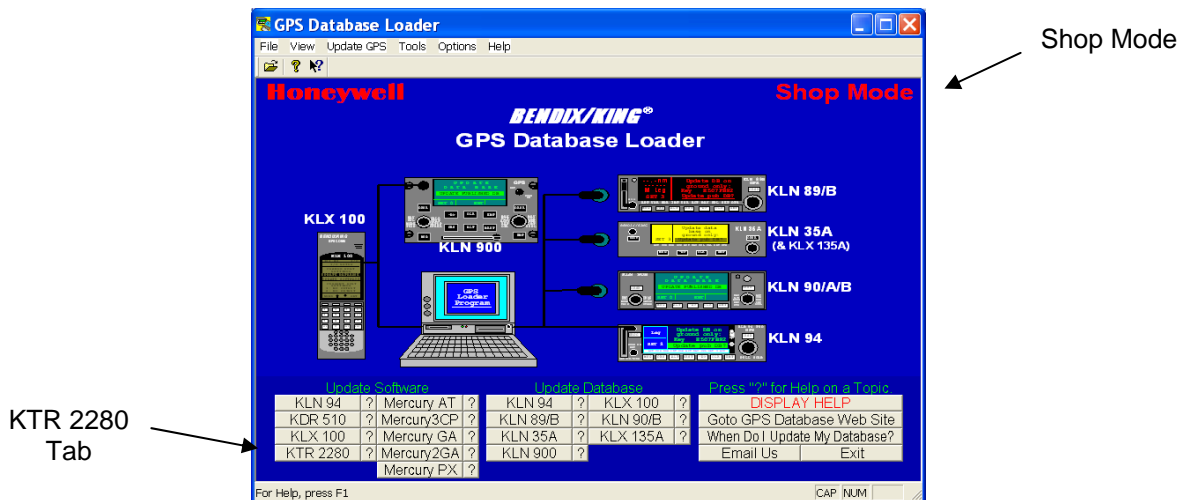 GPS Database Loader
File View Update GPS Tools Options Help
Shop Mode
Honeywell
Shop Mode
BENDIX/KING®
GPS Database Loader
KLX 100
KLN 900
GPS
Loader
Program
KLN 89/B
KLN 35A
(& KLX 135A)
KLN 90/A/B
KLN 94
KTR 2280
Tab
Update Software
KLN 94 ? Mercury AT ?
KDR 510 ? Mercury3CP ?
KLX 100 ? Mercury GA ?
KTR 2280 ? Mercury2GA ?
Mercury PX ?
Update Database
KLN 94 ? KLX 100 ?
KLN 89/B ? KLN 90/B ?
KLN 35A ? KLX 135A ?
KLN 900 ?
Press "?" for Help on a Topic.
DISPLAY HELP
Goto GPS Database Web Site
When Do I Update My Database?
Email Us Exit
For Help, press F1
CAP NUM